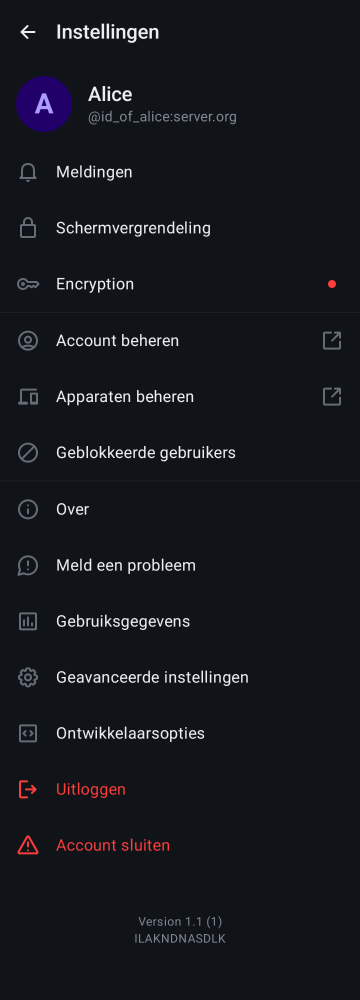 Instellingen
A
Alice
@id_of_alice:server.org
Meldingen
Schermvergrendeling
Encryption
Account beheren
Apparaten beheren
Geblokkeerde gebruikers
Over
Meld een probleem
Gebruiksgegevens
Geavanceerde instellingen
Ontwikkelaarsopties
Uitloggen
Account sluiten
Version 1.1 (1)
ILAKNDNASDLK